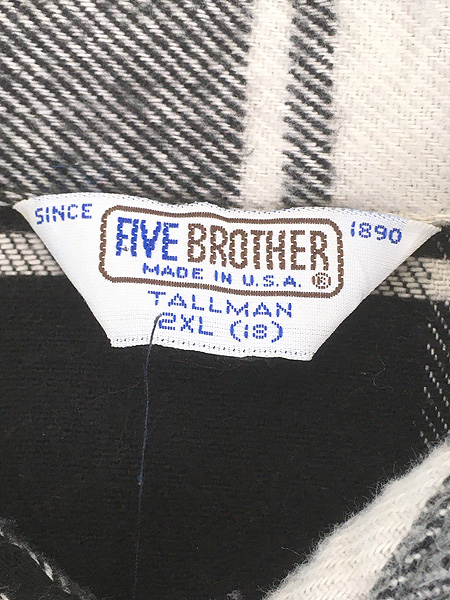 SINCE 1890
FIVE BROTHER
MADE IN U.S.A. ®
TALLMAN
2XL (18)